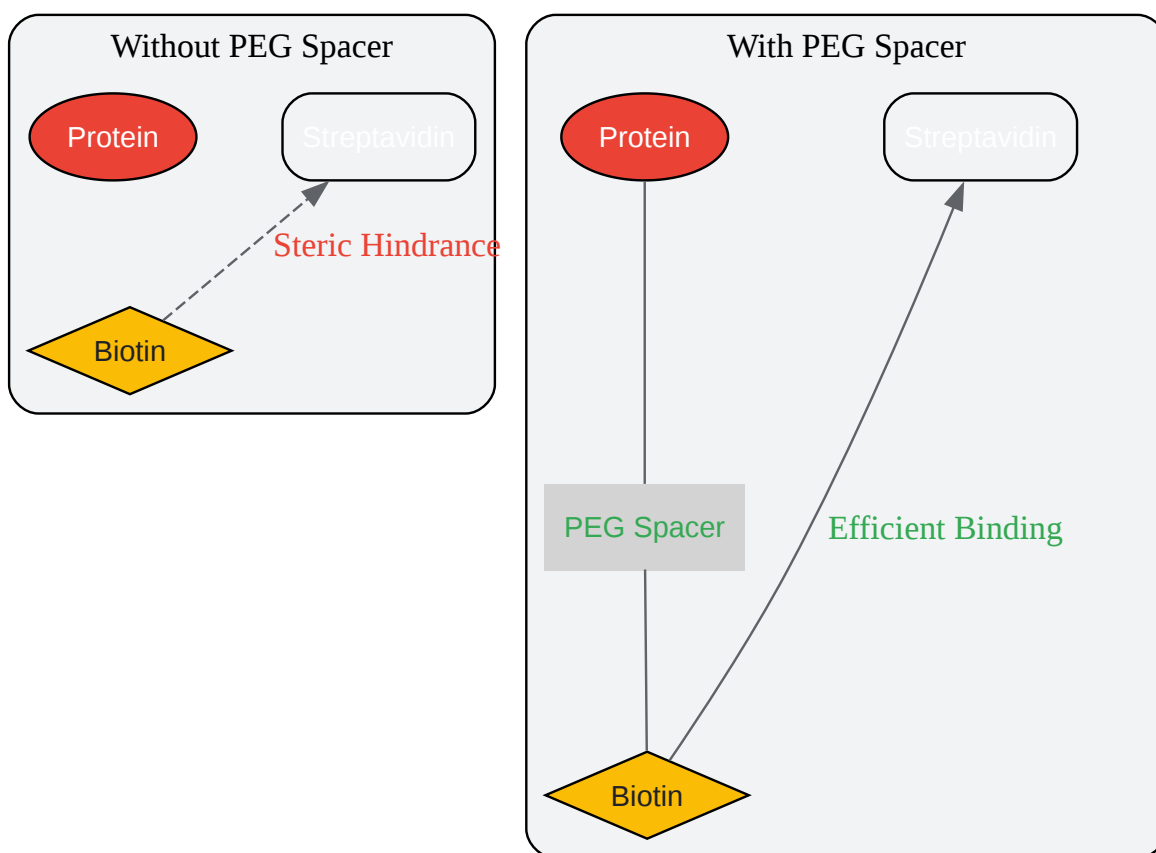 Without PEG Spacer
Protein
Streptavidin
Steric Hindrance
Biotin
With PEG Spacer
Protein
Streptavidin
PEG Spacer
Efficient Binding
Biotin